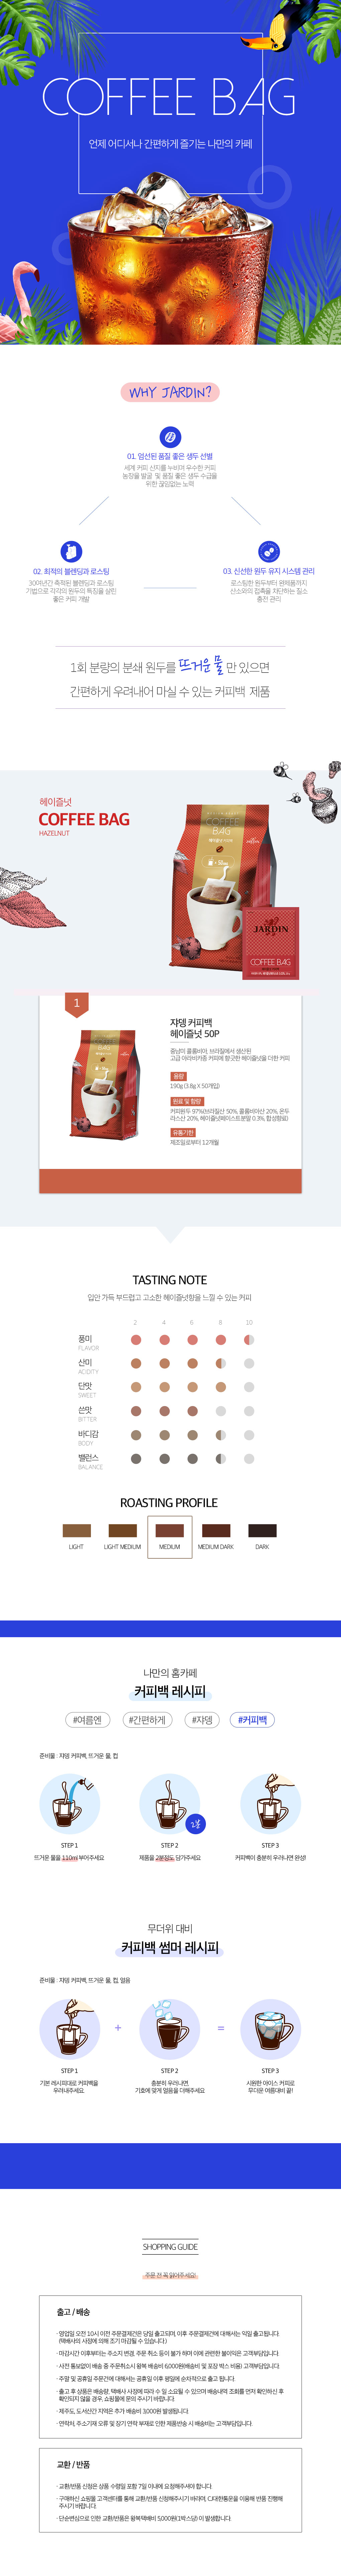 COFFEE BAG
언제 어디서나 간편하게 즐기는 나만의 카페
WHY JARDIN?
01. 엄선된 품질 좋은 생두 선별
세계 커피 산지를 누비며 우수한 커피
농장을 발굴 및 품질 좋은 생두 수급을
위한 끊임없는 노력
02. 최적의 블렌딩과 로스팅
30여년간 축적된 블렌딩과 로스팅
기법으로 각각의 원두의 특징을 살린
좋은 커피 개발
03. 신선한 원두 유지 시스템 관리
로스팅한 원두부터 완제품까지
산소와의 접촉을 차단하는 질소
충전 관리
1회 분량의 분쇄 원두를 뜨거운 물 만 있으면
간편하게 우려내어 마실 수 있는 커피백 제품
헤이즐넛
COFFEE BAG
HAZELNUT
COFFEE
BAG
JARDIN
COFFEE BAG
1
쟈뎅 커피백
헤이즐넛 50P
중남미 콜롬비아, 브라질에서 생산된
고급 아라비카종 커피에 향긋한 헤이즐넛을 더한 커피
용량
190g (3.8g X 50개입)
원료 및 함량
커피원두 97%(브라질산 50%, 콜롬비아산 20%, 온두
라스산 20%, 헤이즐넛페이스트분말 0.3%, 합성향료)
유통기한
제조일로부터 12개월
TASTING NOTE
입안 가득 부드럽고 고소한 헤이즐넛향을 느낄 수 있는 커피
2 4 6 8 10
풍미
FLAVOR
산미
ACIDITY
단맛
SWEET
쓴맛
BITTER
바디감
BODY
밸런스
BALANCE
ROASTING PROFILE
LIGHT LIGHT MEDIUM MEDIUM MEDIUM DARK DARK
나만의 홈카페
커피백 레시피
#여름엔 #간편하게 #쟈뎅 #커피백
준비물 : 쟈뎅 커피백, 뜨거운 물, 컵
2분
STEP 1
뜨거운 물을 110ml 부어주세요
STEP 2
제품을 2분정도 담가주세요
STEP 3
커피백이 충분히 우러나면 완성!
무더위 대비
커피백 썸머 레시피
준비물 : 쟈뎅 커피백, 뜨거운 물, 컵, 얼음
+ =
STEP 1
기본 레시피대로 커피백을
우려내주세요.
STEP 2
충분히 우러나면,
기호에 맞게 얼음을 더해주세요
STEP 3
시원한 아이스 커피로
무더운 여름대비 끝!
SHOPPING GUIDE
주문 전 꼭 읽어주세요!
출고 / 배송
· 영업일 오전 10시 이전 주문결제건은 당일 출고되며, 이후 주문결제건에 대해서는 익일 출고됩니다.
(택배사의 사정에 의해 조기 마감될 수 있습니다.)
· 마감시간 이후부터는 주소지 변경, 주문 취소 등이 불가 하며 이에 관련한 불이익은 고객부담입니다.
· 사전 통보없이 배송 중 주문취소시 왕복 배송비 6,000원(배송비 및 포장 박스 비용) 고객부담입니다.
· 주말 및 공휴일 주문건에 대해서는 공휴일 이후 평일에 순차적으로 출고 됩니다.
· 출고 후 상품은 배송량, 택배사 사정에 따라 수 일 소요될 수 있으며 배송내역 조회를 먼저 확인하신 후
확인되지 않을 경우, 쇼핑몰에 문의 주시기 바랍니다.
· 제주도, 도서산간 지역은 추가 배송비 3,000원 발생됩니다.
· 연락처, 주소기재 오류 및 장기 연락 부재로 인한 제품반송 시 배송비는 고객부담입니다.
교환 / 반품
· 교환/반품 신청은 상품 수령일 포함 7일 이내에 요청해주셔야 합니다.
· 구매하신 쇼핑몰 고객센터를 통해 교환/반품 신청해주시기 바라며, CJ대한통운을 이용해 반품 진행해
주시기 바랍니다.
· 단순변심으로 인한 교환/반품은 왕복택배비 5,000원(1박스당) 이 발생합니다.